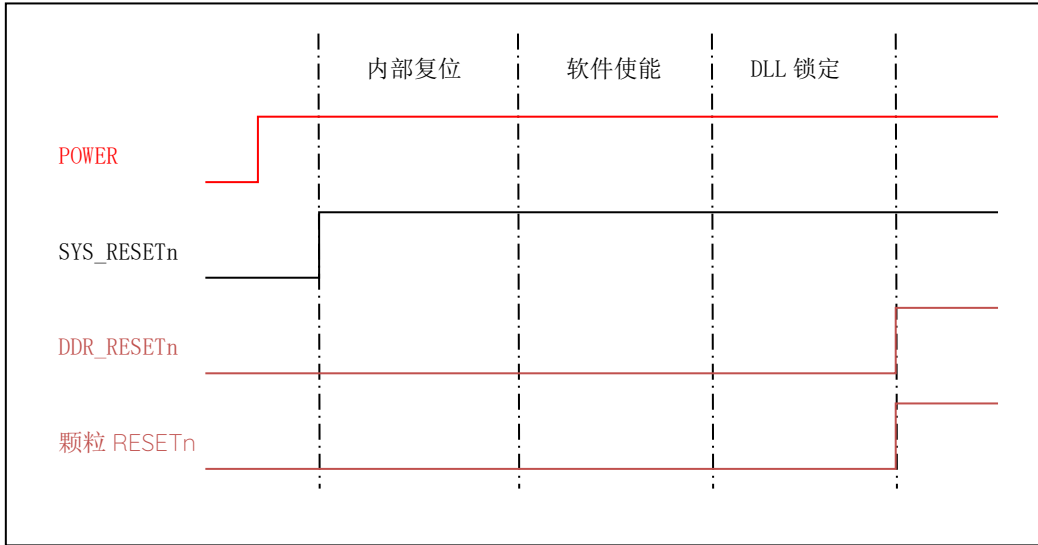 内部复位 软件使能 DLL 锁定
POWER
SYS_RESETn
DDR_RESETn
颗粒 RESETn